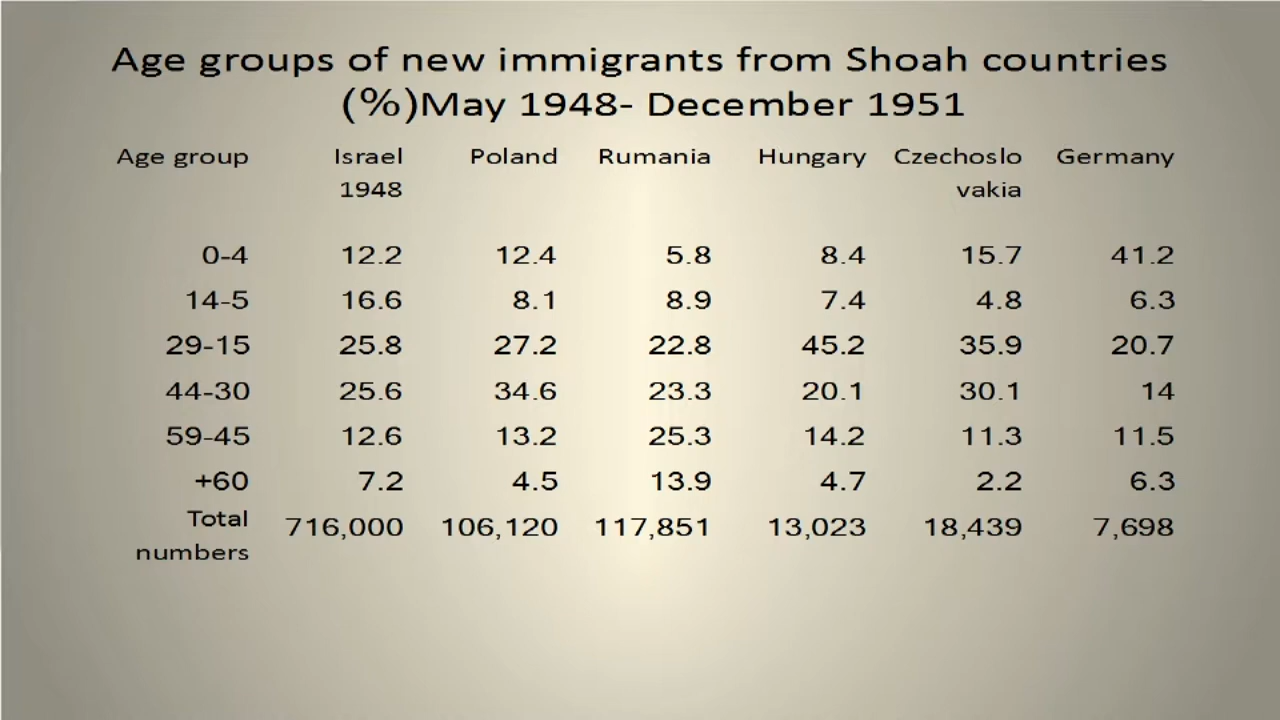 Age groups of new immigrants from Shoah countries
(%)May 1948- December 1951
Age group Israel 1948 Poland Rumania Hungary Czechoslo vakia Germany
0-4 12.2 12.4 5.8 8.4 15.7 41.2
14-5 16.6 8.1 8.9 7.4 4.8 6.3
29-15 25.8 27.2 22.8 45.2 35.9 20.7
44-30 25.6 34.6 23.3 20.1 30.1 14
59-45 12.6 13.2 25.3 14.2 11.3 11.5
+60 7.2 4.5 13.9 4.7 2.2 6.3
Total numbers 716,000 106,120 117,851 13,023 18,439 7,698